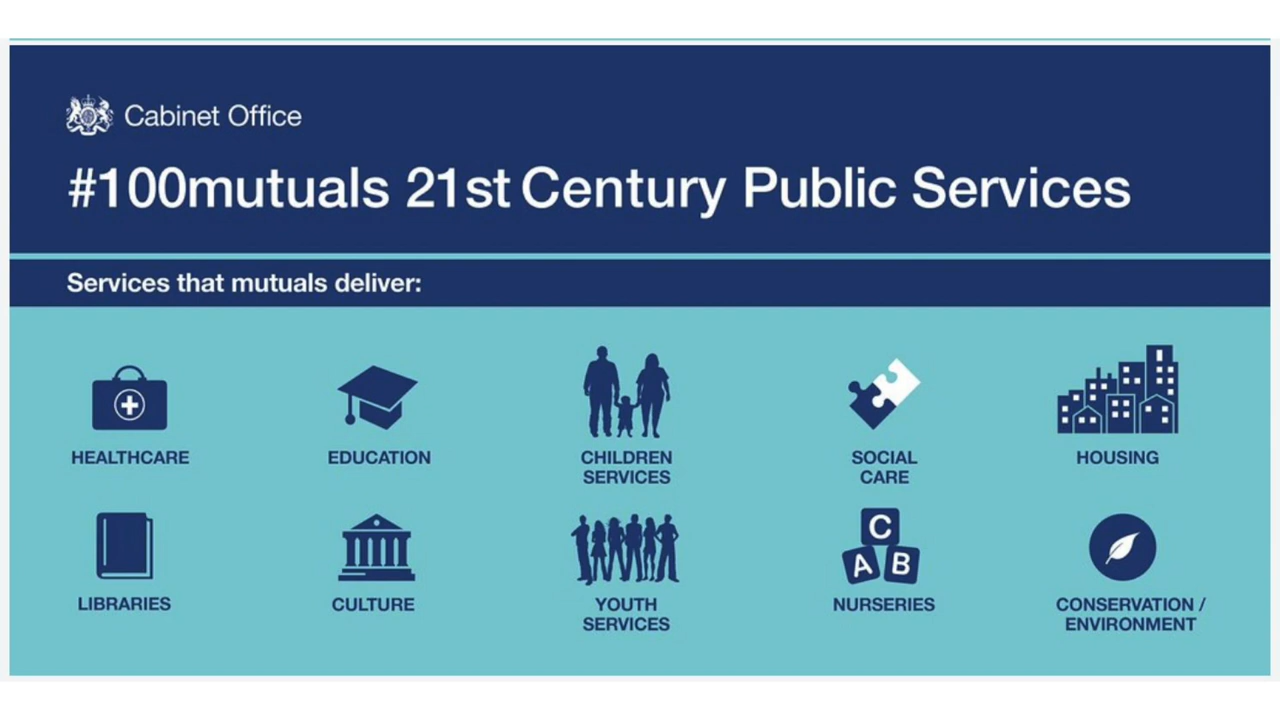 Cabinet Office
#100mutuals 21st Century Public Services
Services that mutuals deliver:
HEALTHCARE
EDUCATION
CHILDREN
SERVICES
SOCIAL
CARE
HOUSING
LIBRARIES
CULTURE
YOUTH
SERVICES
C
A B
NURSERIES
CONSERVATION /
ENVIRONMENT